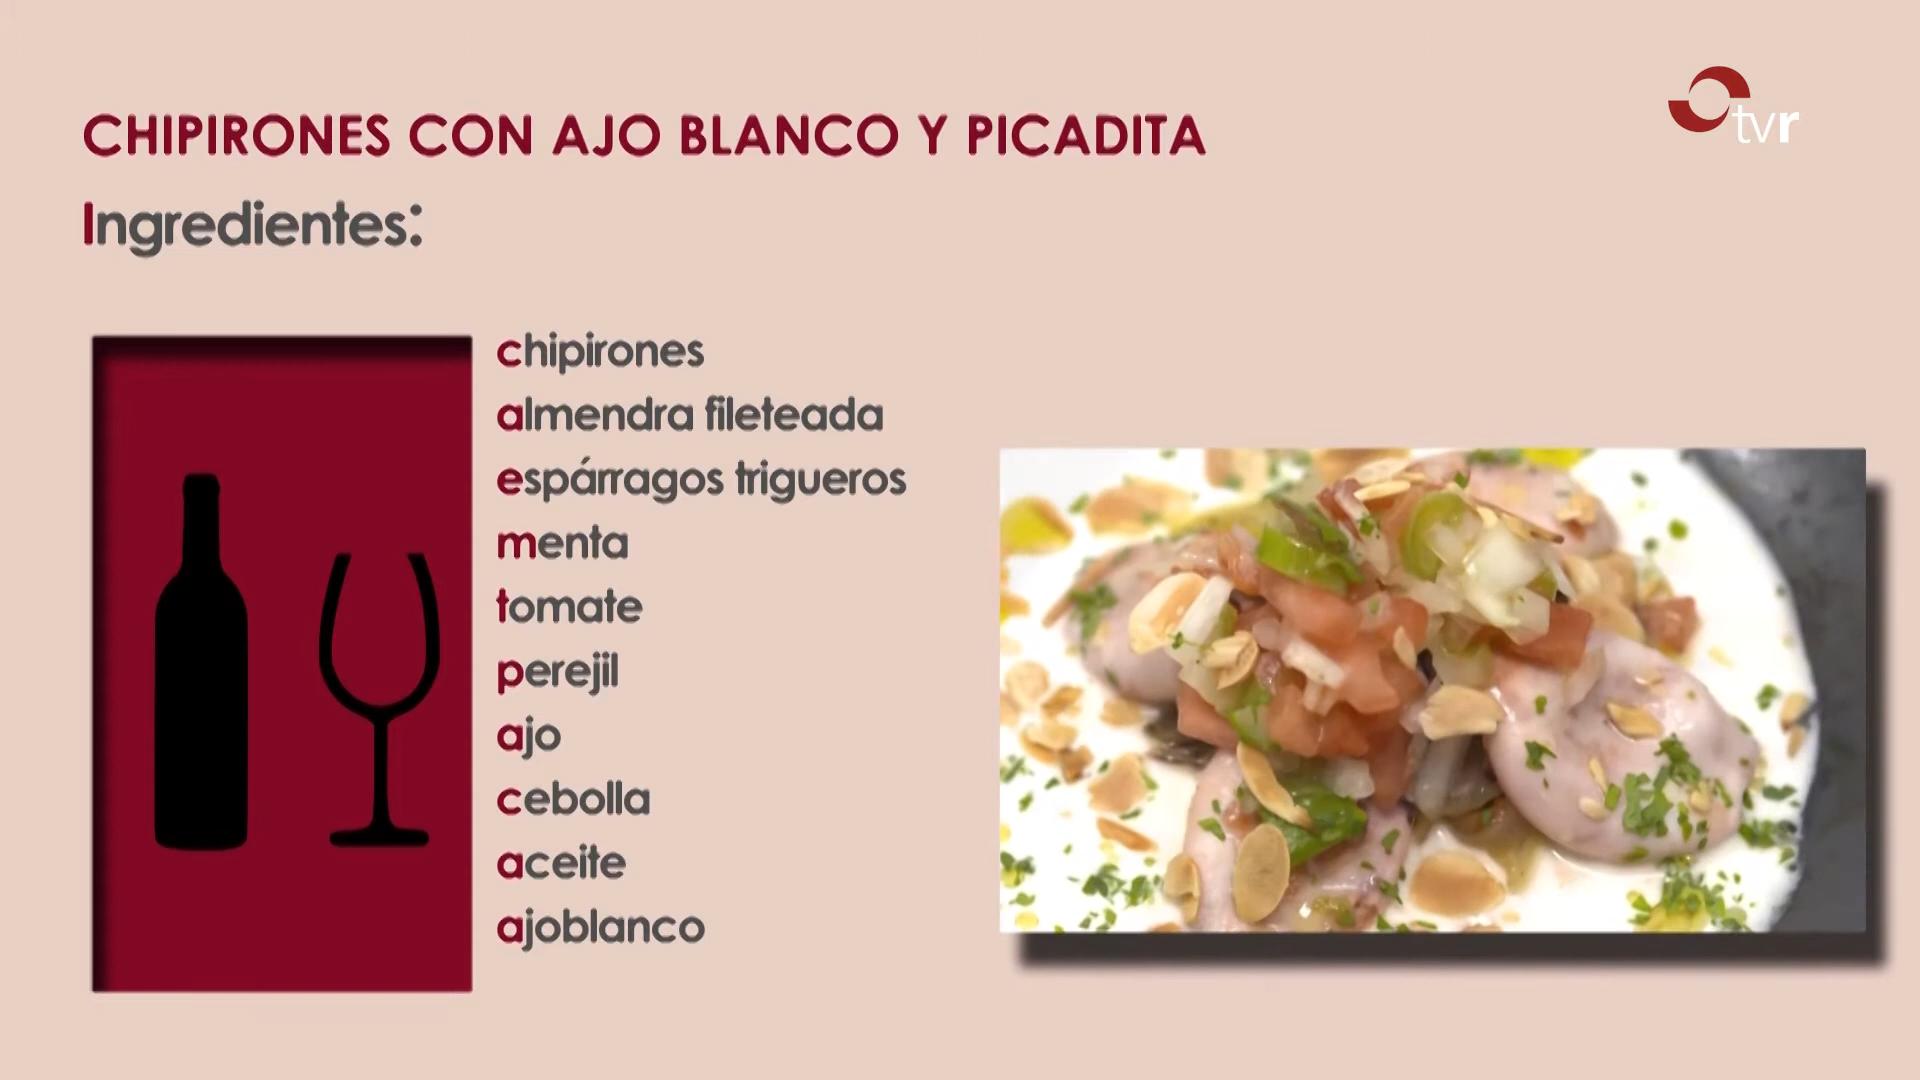 CHIPIRONES CON AJO BLANCO Y PICADITA
tvr
Ingredientes:
chipirones
almendra fileteada
espárragos trigueros
menta
tomate
perejil
ajo
cebolla
aceite
ajoblanco